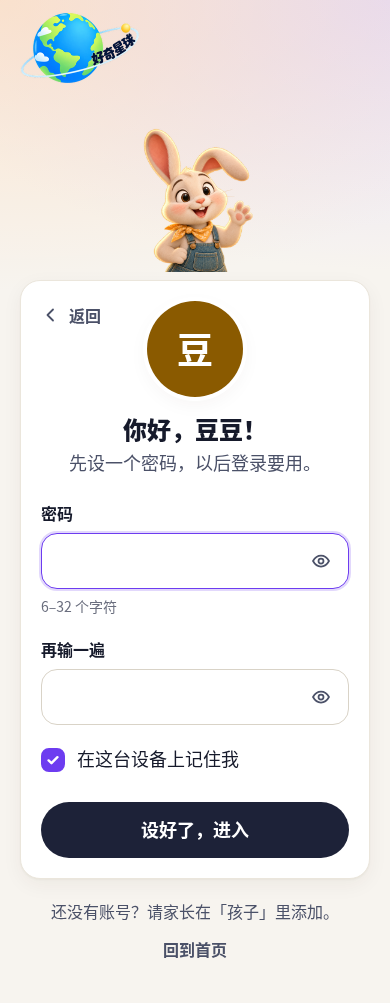 好奇星球
返回
豆
你好，豆豆！
先设一个密码，以后登录要用。
密码
6–32 个字符
再输一遍
在这台设备上记住我
设好了，进入
还没有账号？请家长在「孩子」里添加。
回到首页